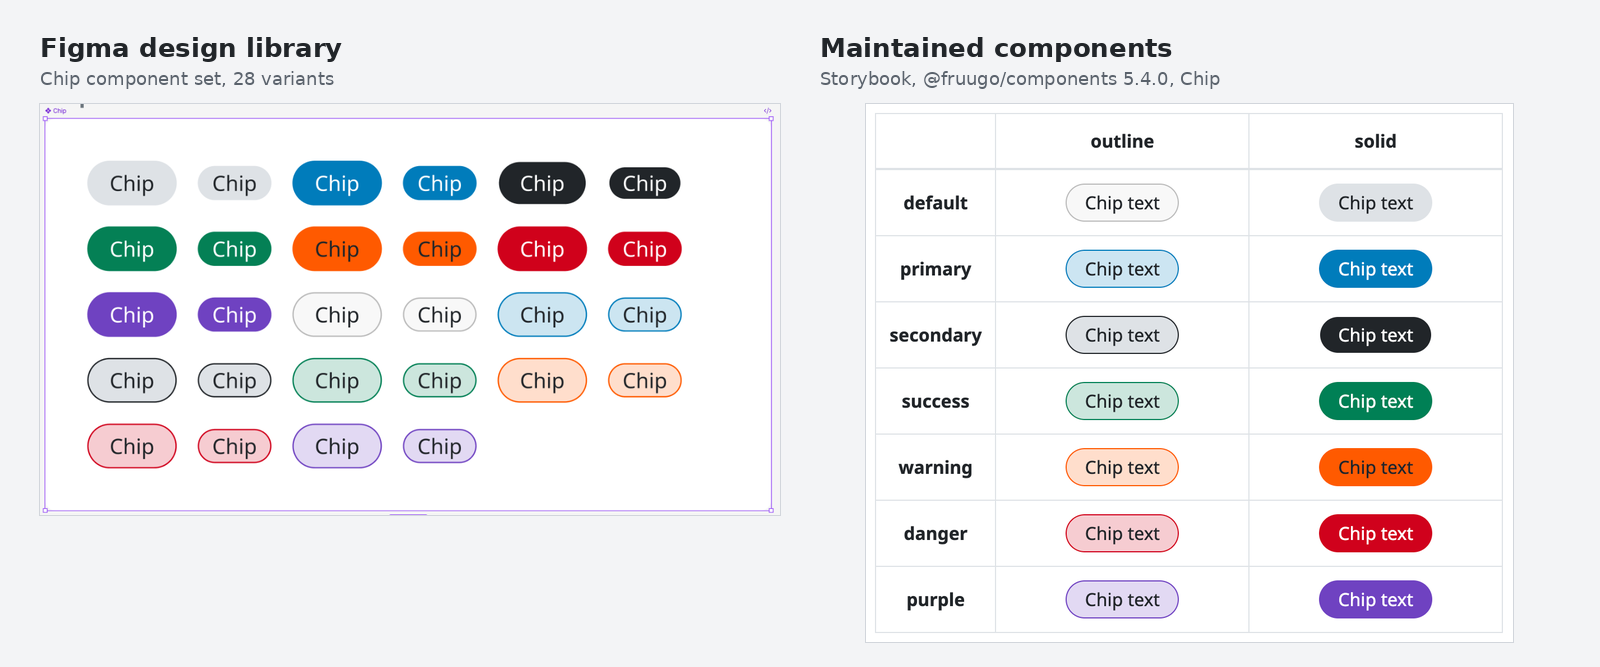 Figma design library
Chip component set, 28 variants
Chip
</>
Chip Chip Chip Chip Chip Chip
Chip Chip Chip Chip Chip Chip
Chip Chip Chip Chip Chip Chip
Chip Chip Chip Chip Chip Chip
Chip Chip Chip Chip
Maintained components
Storybook, @fruugo/components 5.4.0, Chip
outline solid
default Chip text Chip text
primary Chip text Chip text
secondary Chip text Chip text
success Chip text Chip text
warning Chip text Chip text
danger Chip text Chip text
purple Chip text Chip text